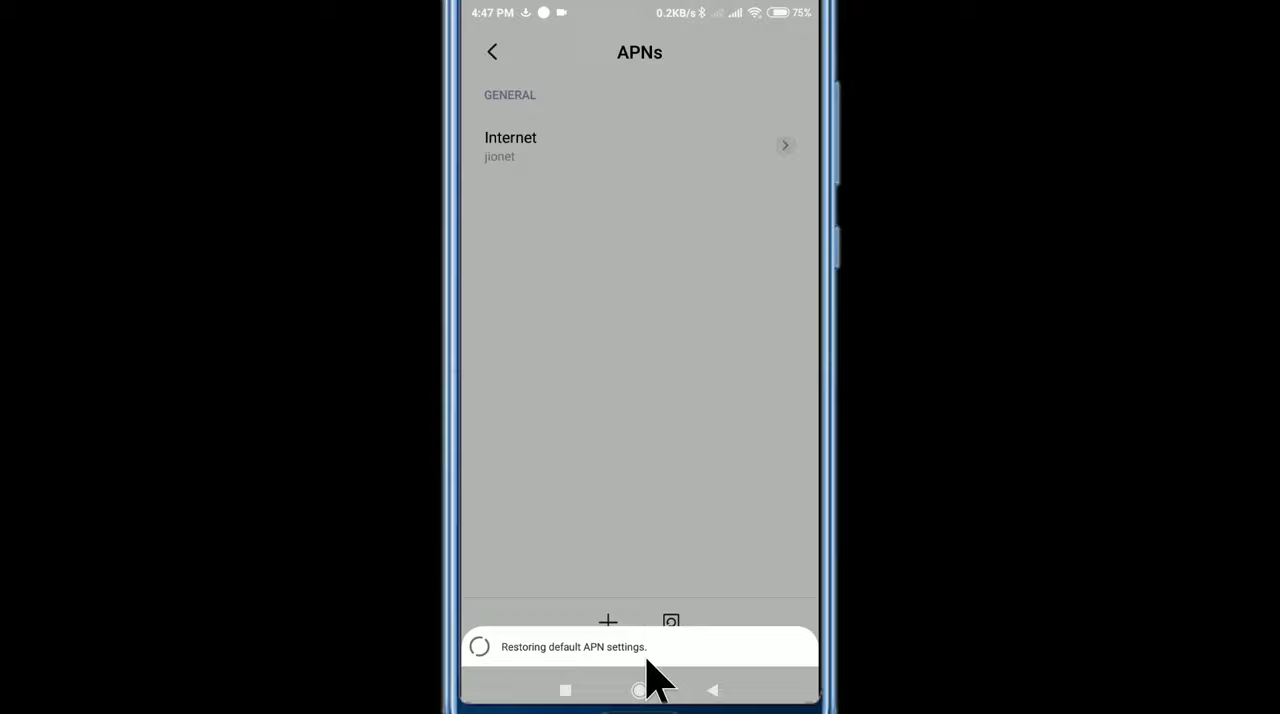 4:47 PM 0.2KB/s 75%
APNs
GENERAL
Internet
jionet
Restoring default APN settings.